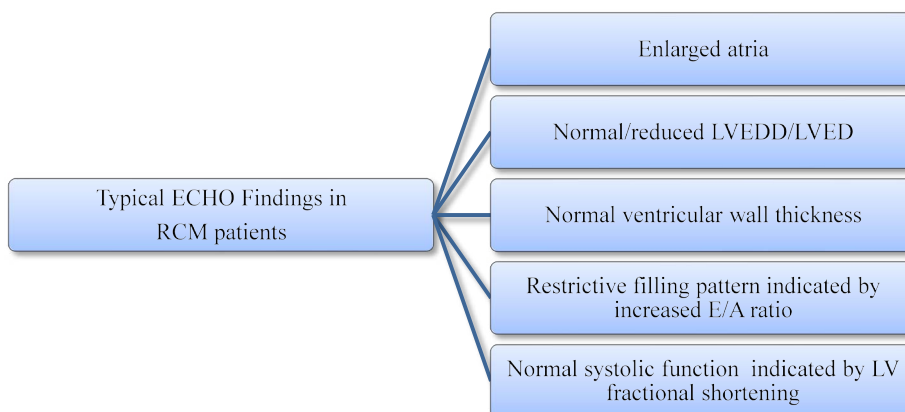 Enlarged atria
Normal/reduced LVEDD/LVED
Typical ECHO Findings in
RCM patients
Normal ventricular wall thickness
Restrictive filling pattern indicated by
increased E/A ratio
Normal systolic function indicated by LV
fractional shortening